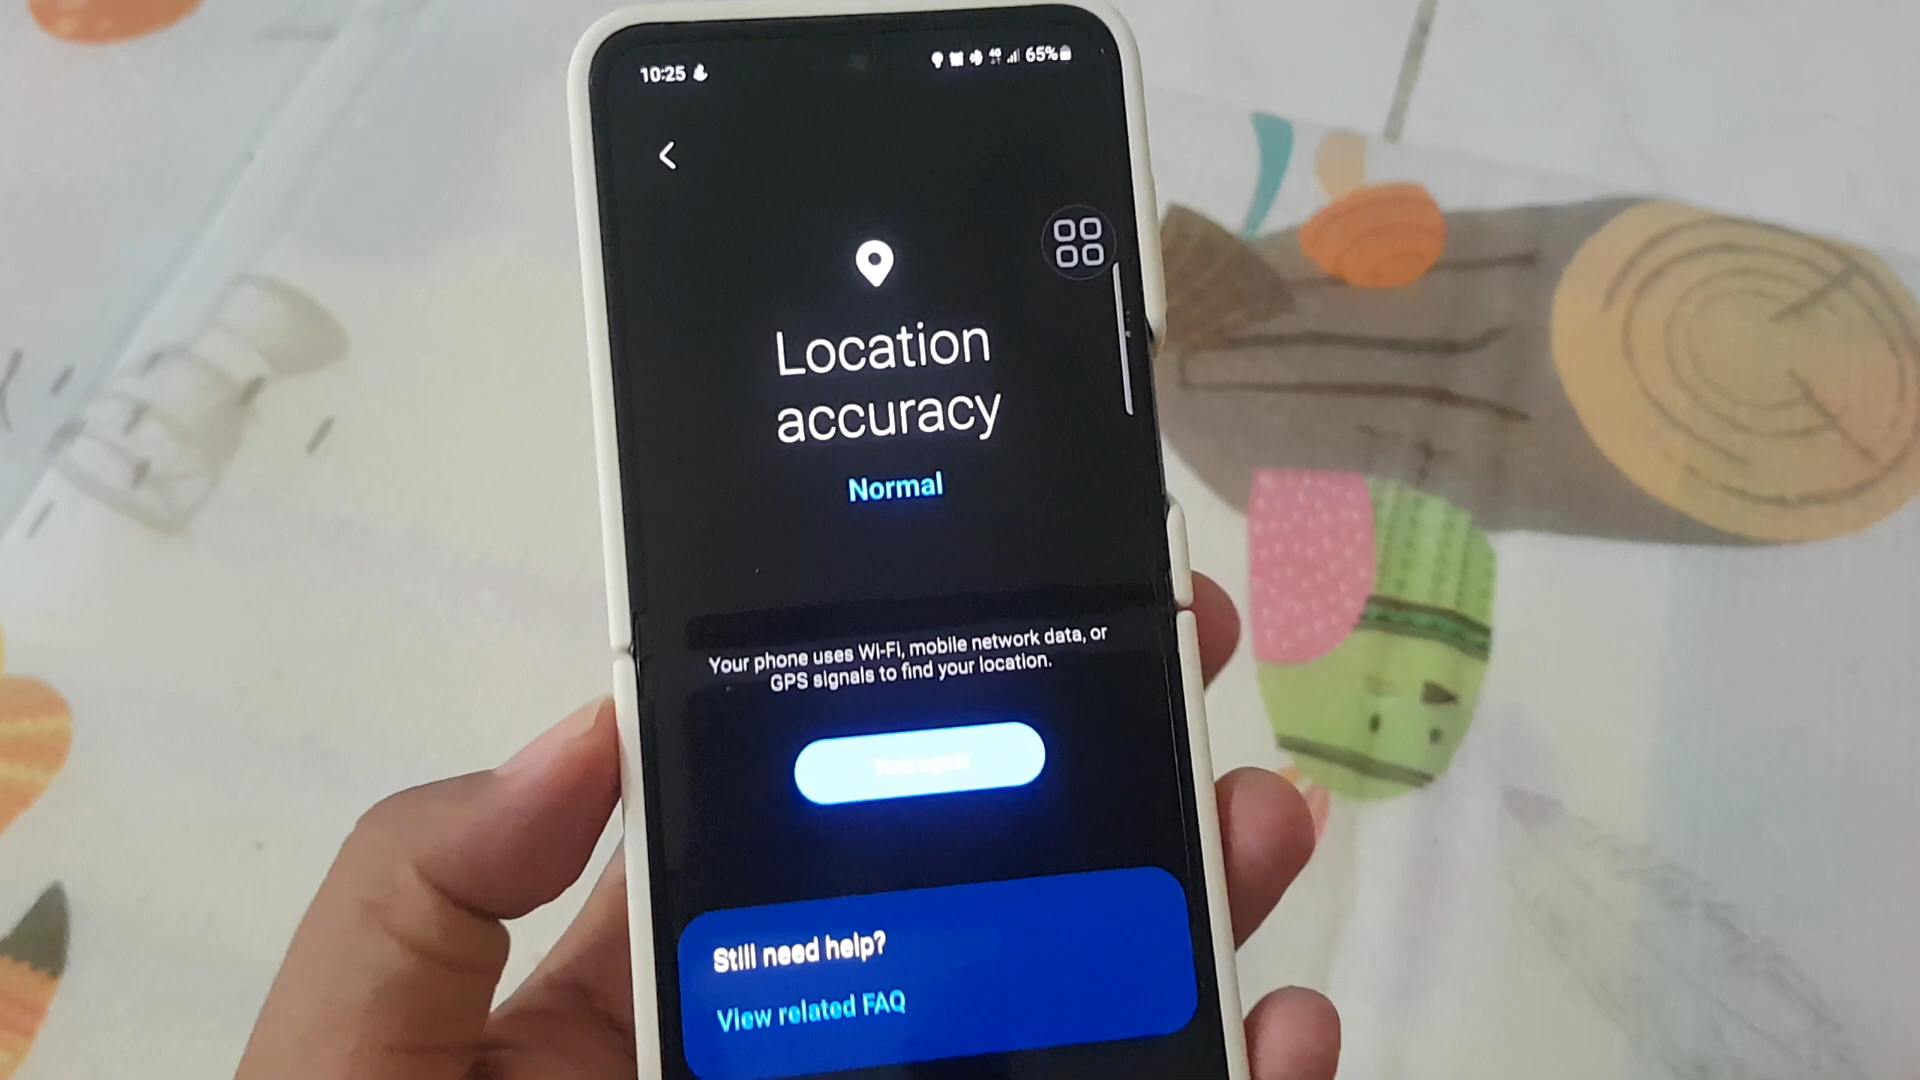 10:25
4G 65%
Location
accuracy
Normal
Your phone uses Wi-Fi, mobile network data, or
GPS signals to find your location.
Still need help?
View related FAQ